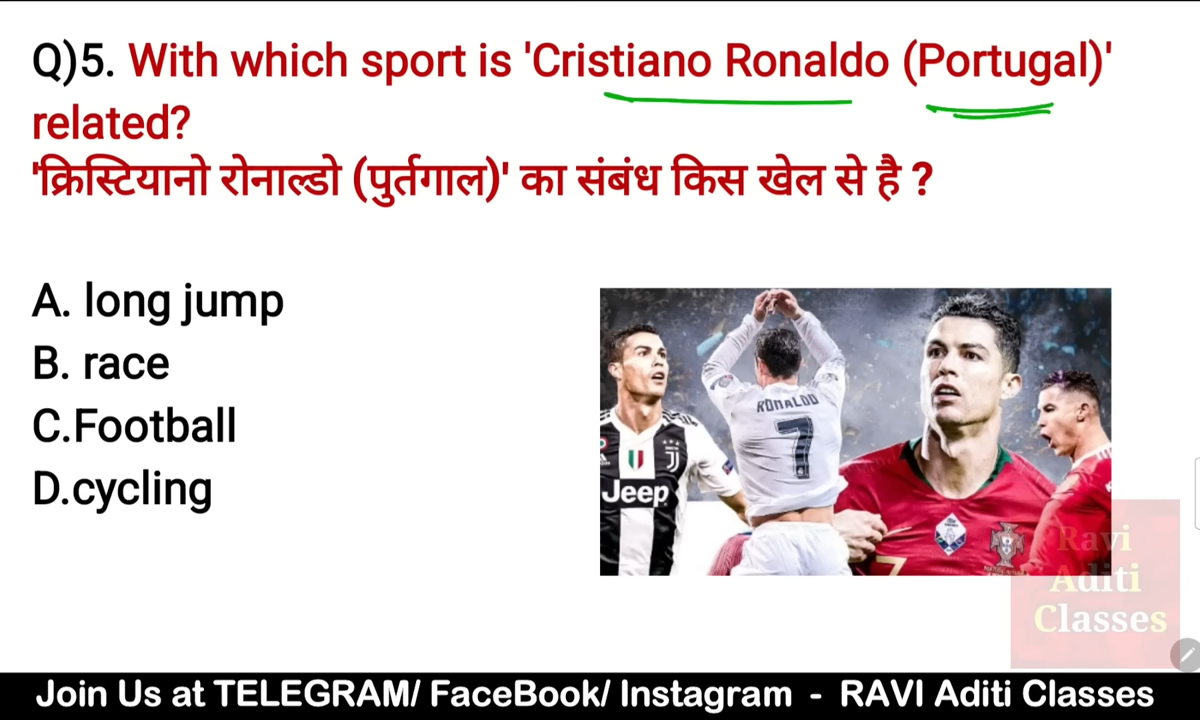 Q)5. With which sport is 'Cristiano Ronaldo (Portugal)'
related?
'क्रिस्टियानो रोनाल्डो (पुर्तगाल)' का संबंध किस खेल से है ?
A. long jump
B. race
C.Football
D.cycling
RONALDO
7
Jeep
7
Ravi
Aditi
Classes
Join Us at TELEGRAM/ FaceBook/ Instagram - RAVI Aditi Classes